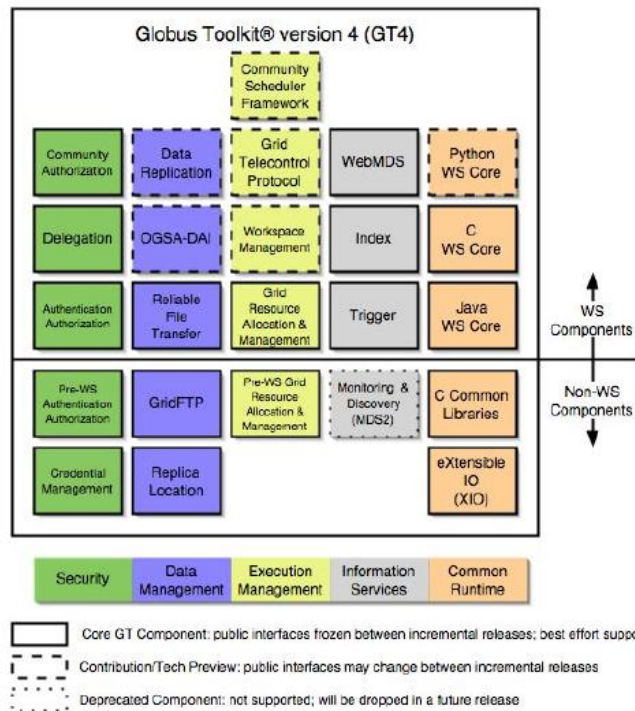 Globus Toolkit® version 4 (GT4)
Community
Scheduler
Framework
Community
Authorization
Data
Replication
Grid
Telecontrol
Protocol
WebMDS
Python
WS Core
Delegation
OGSA-DAI
Workspace
Management
Index
C
WS Core
Authentication
Authorization
Reliable
File
Transfer
Grid
Resource
Allocation &
Management
Trigger
Java
WS Core
WS
Components
Non-WS
Components
Pre-WS
Authentication
Authorization
GridFTP
Pre-WS Grid
Resource
Allocation &
Management
Monitoring &
Discovery
(MDS2)
C Common
Libraries
Credential
Management
Replica
Location
eXtensible
IO
(XIO)
Security
Data
Management
Execution
Management
Information
Services
Common
Runtime
Core GT Component: public interfaces frozen between incremental releases; best effort suppo
Contribution/Tech Preview: public interfaces may change between incremental releases
Deprecated Component: not supported; will be dropped in a future release